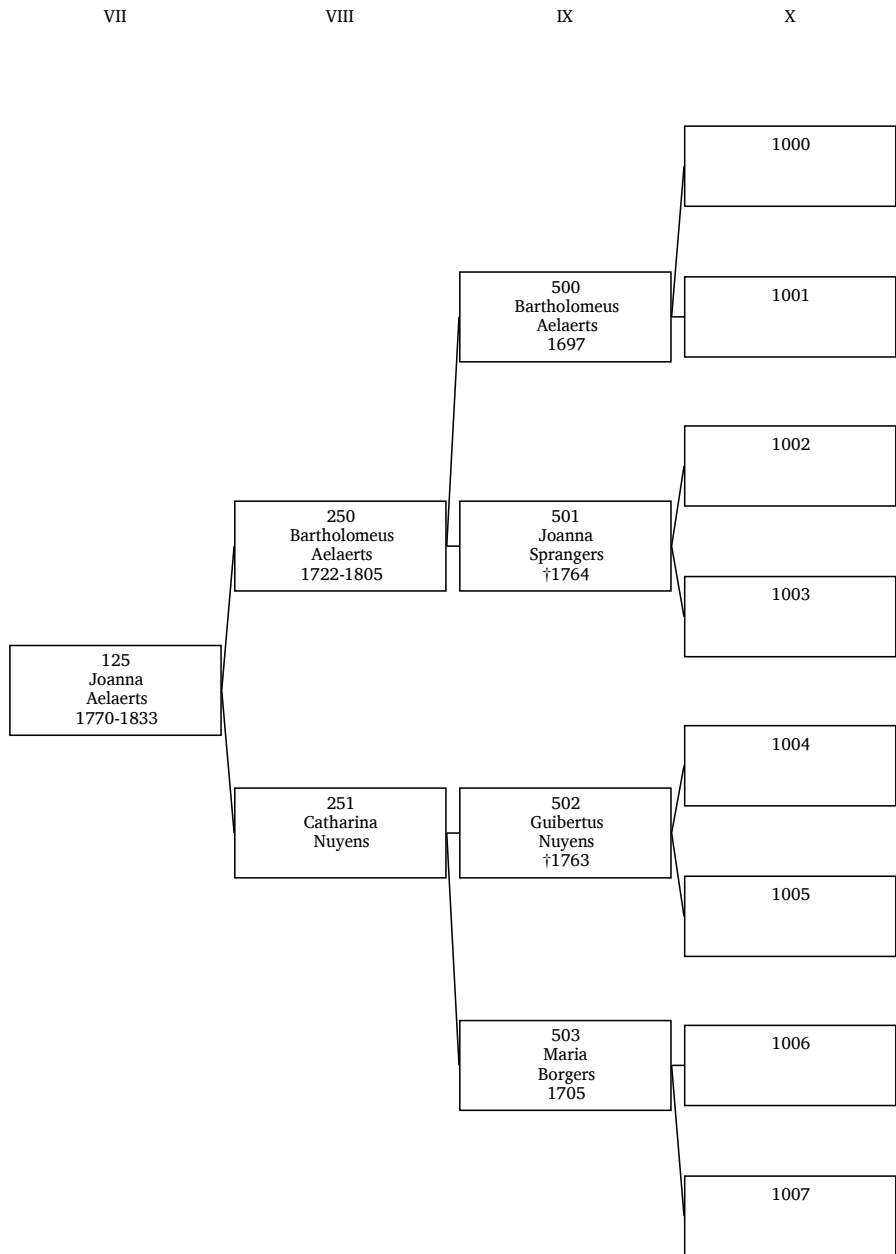 VII VIII IX X
1000
500
Bartholomeus
Aelaerts
1697
1001
1002
250
Bartholomeus
Aelaerts
1722-1805
501
Joanna
Sprangers
†1764
1003
125
Joanna
Aelaerts
1770-1833
1004
251
Catharina
Nuyens
502
Guibertus
Nuyens
†1763
1005
503
Maria
Borgers
1705
1006
1007